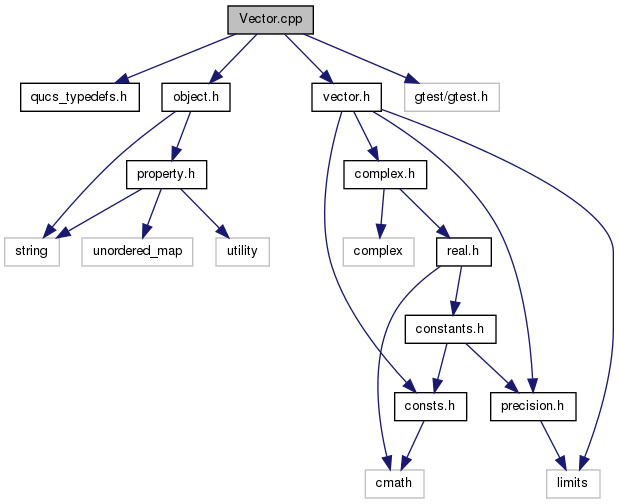 Vector.cpp
qucs_typedefs.h
object.h
vector.h
gtest/gtest.h
property.h
complex.h
string
unordered_map
utility
complex
real.h
constants.h
consts.h
precision.h
cmath
limits